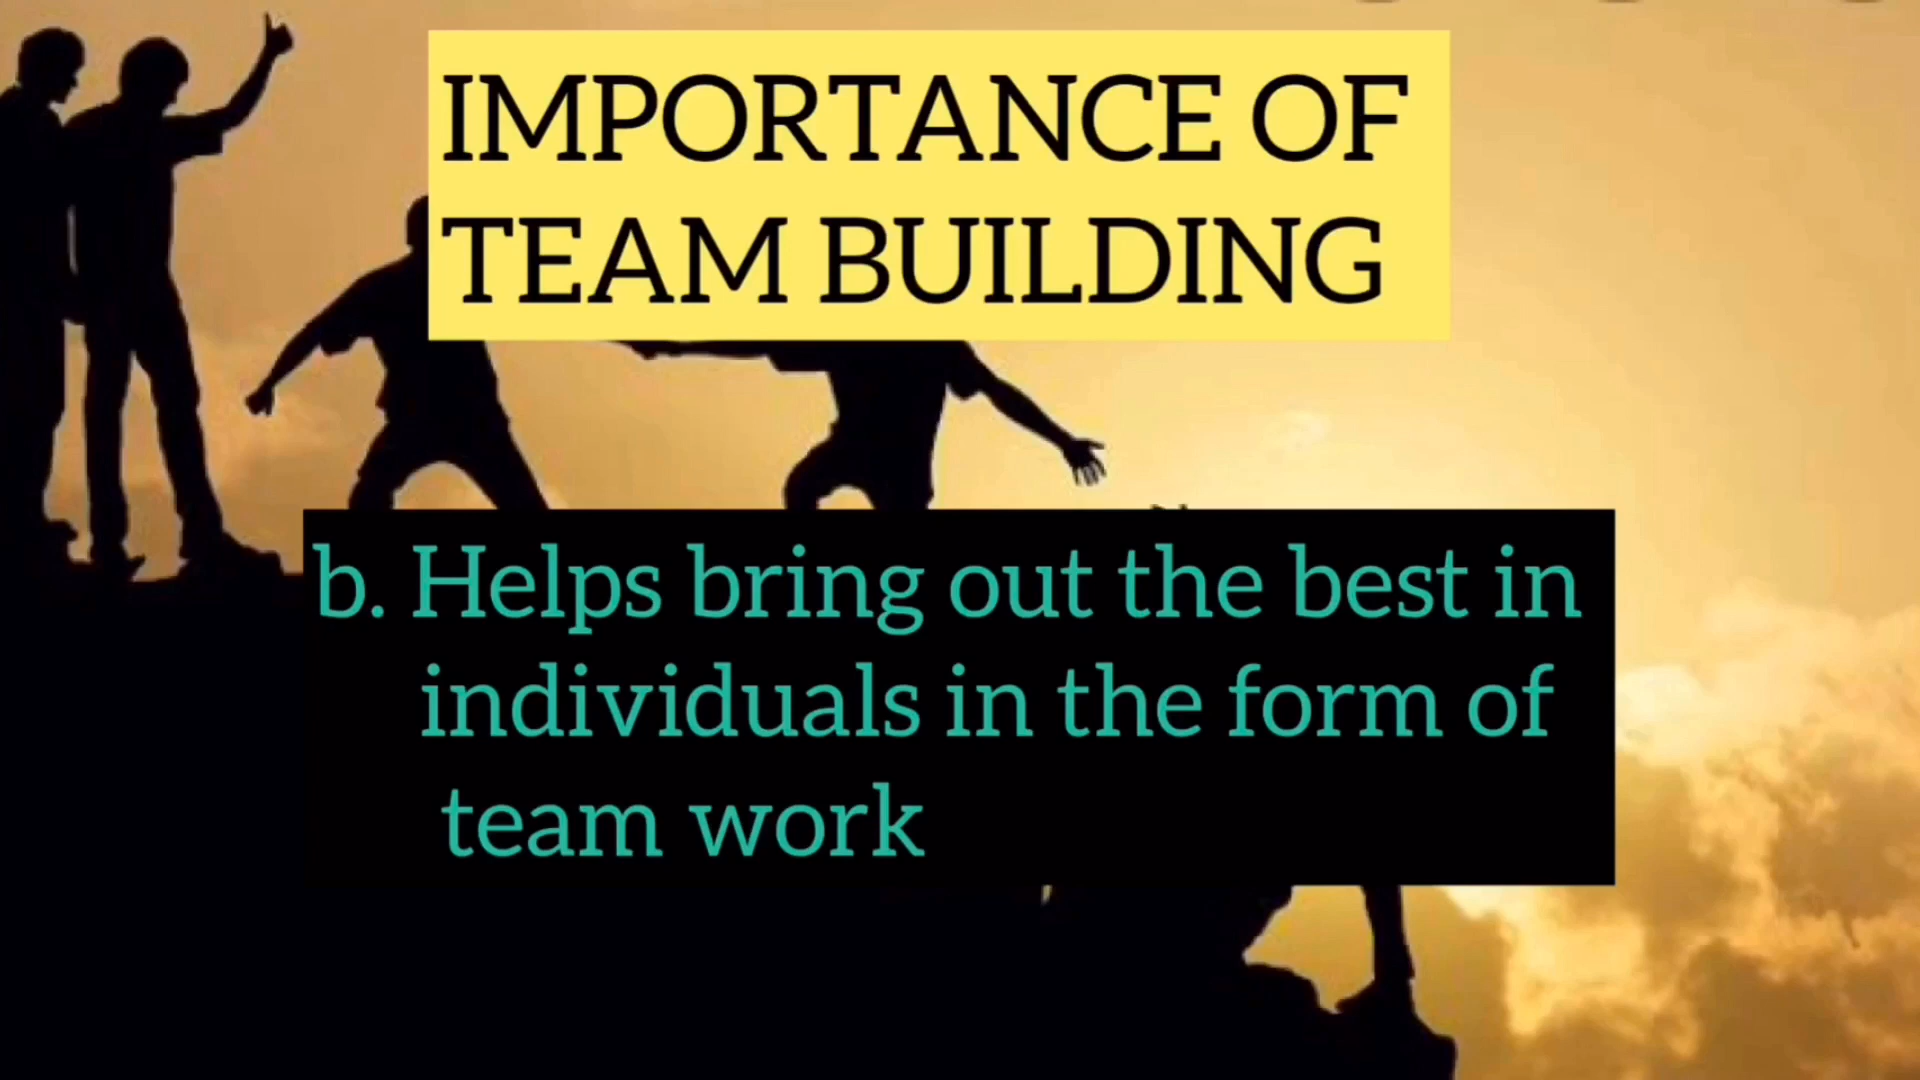 IMPORTANCE OF
TEAM BUILDING
b. Helps bring out the best in
individuals in the form of
team work